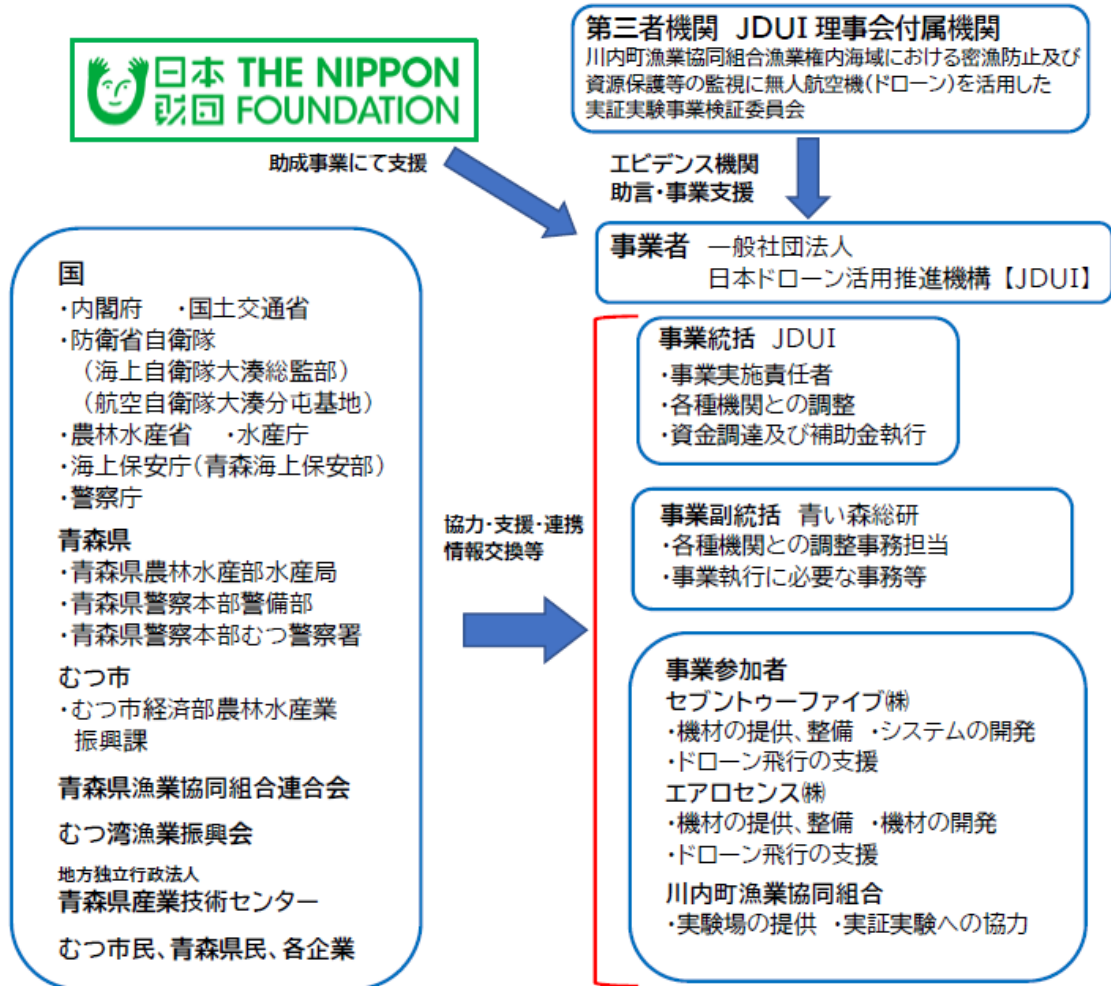 日本財団 THE NIPPON FOUNDATION
助成事業にて支援
第三者機関 JDUI 理事会付属機関
川内町漁業協同組合漁業権内海域における密漁防止及び
資源保護等の監視に無人航空機(ドローン)を活用した
実証実験事業検証委員会
エビデンス機関
助言・事業支援
事業者 一般社団法人
日本ドローン活用推進機構【JDUI】
国
・内閣府 ・国土交通省
・防衛省自衛隊
(海上自衛隊大湊総監部)
(航空自衛隊大湊分屯基地)
・農林水産省 ・水産庁
・海上保安庁(青森海上保安部)
・警察庁
青森県
・青森県農林水産部水産局
・青森県警察本部警備部
・青森県警察本部むつ警察署
むつ市
・むつ市経済部農林水産業
振興課
青森県漁業協同組合連合会
むつ湾漁業振興会
地方独立行政法人
青森県産業技術センター
むつ市民、青森県民、各企業
協力・支援・連携
情報交換等
事業統括 JDUI
・事業実施責任者
・各種機関との調整
・資金調達及び補助金執行
事業副統括 青い森総研
・各種機関との調整事務担当
・事業執行に必要な事務等
事業参加者
セブントゥーファイブ㈱
・機材の提供、整備 ・システムの開発
・ドローン飛行の支援
エアロセンス㈱
・機材の提供、整備 ・機材の開発
・ドローン飛行の支援
川内町漁業協同組合
・実験場の提供 ・実証実験への協力